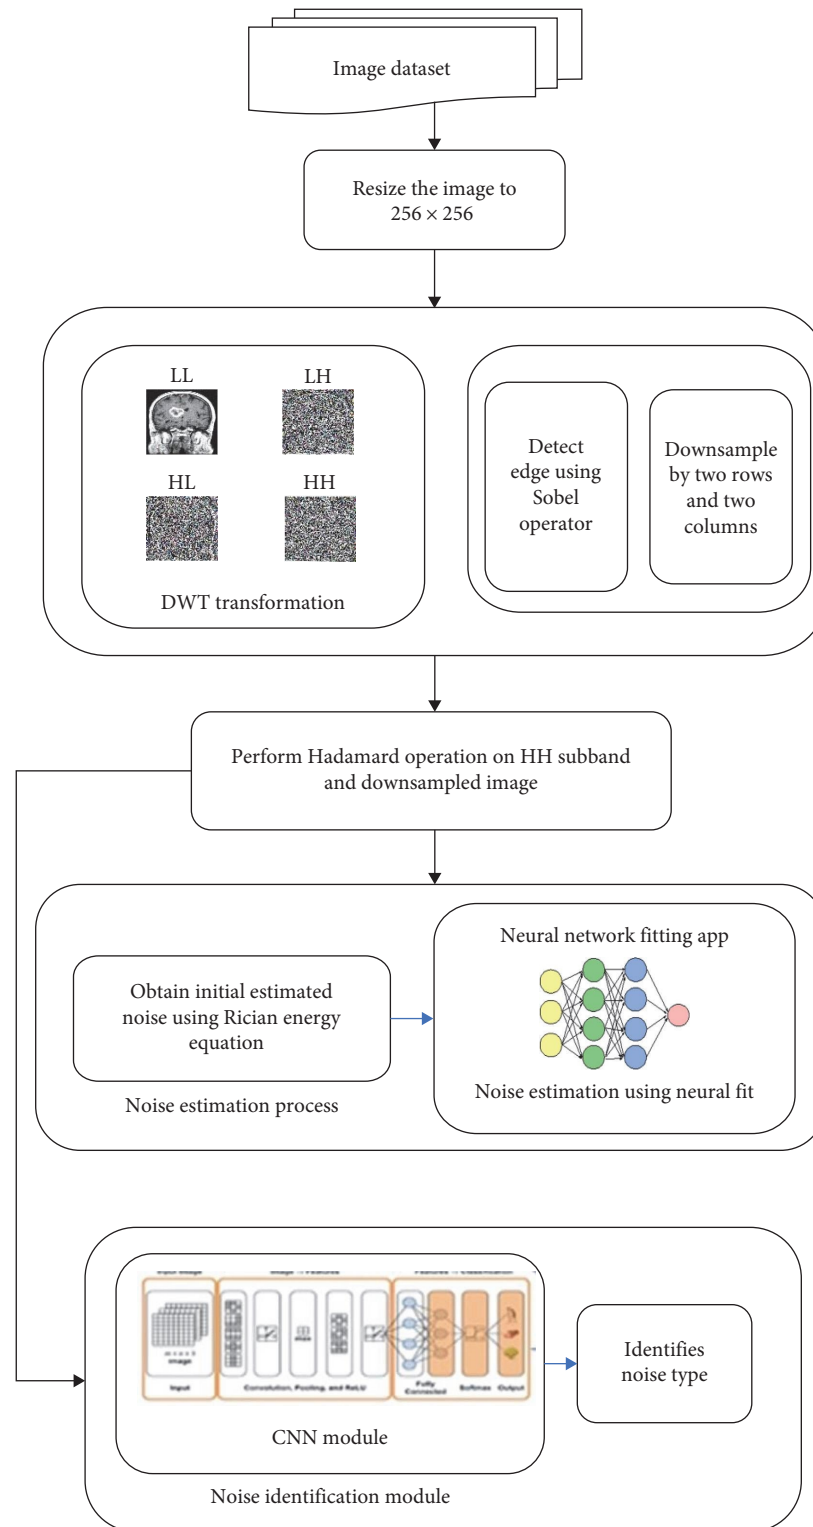 Image dataset
Resize the image to
256 × 256
LL
LH
HL
HH
DWT transformation
Detect
edge using
Sobel
operator
Downsample
by two rows
and two
columns
Perform Hadamard operation on HH subband
and downsampled image
Obtain initial estimated
noise using Rician energy
equation
Noise estimation process
Neural network fitting app
Noise estimation using neural fit
image
Input
Convolution, Pooling, and ReLU
Fully
Connected
Softmax
Output
CNN module
Identifies
noise type
Noise identification module